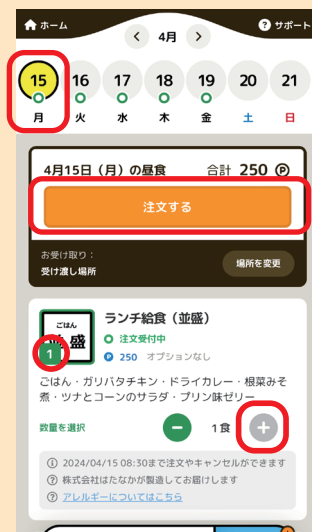 ホーム
4月
サポート
15 16 17 18 19 20 21
月 火 水 木 金 土 日
4月15日（月）の昼食 合計 250 P
注文する
お受け取り：
受け渡し場所
場所を変更
ごはん
並盛
1
ランチ給食（並盛）
注文受付中
P 250 オプションなし
ごはん・ガリバタチキン・ドライカレー・根菜みそ
煮・ツナとコーンのサラダ・プリン味ゼリー
数量を選択
1食
2024/04/15 08:30まで注文やキャンセルができます
株式会社はたなかが製造してお届けします
アレルギーについてはこちら